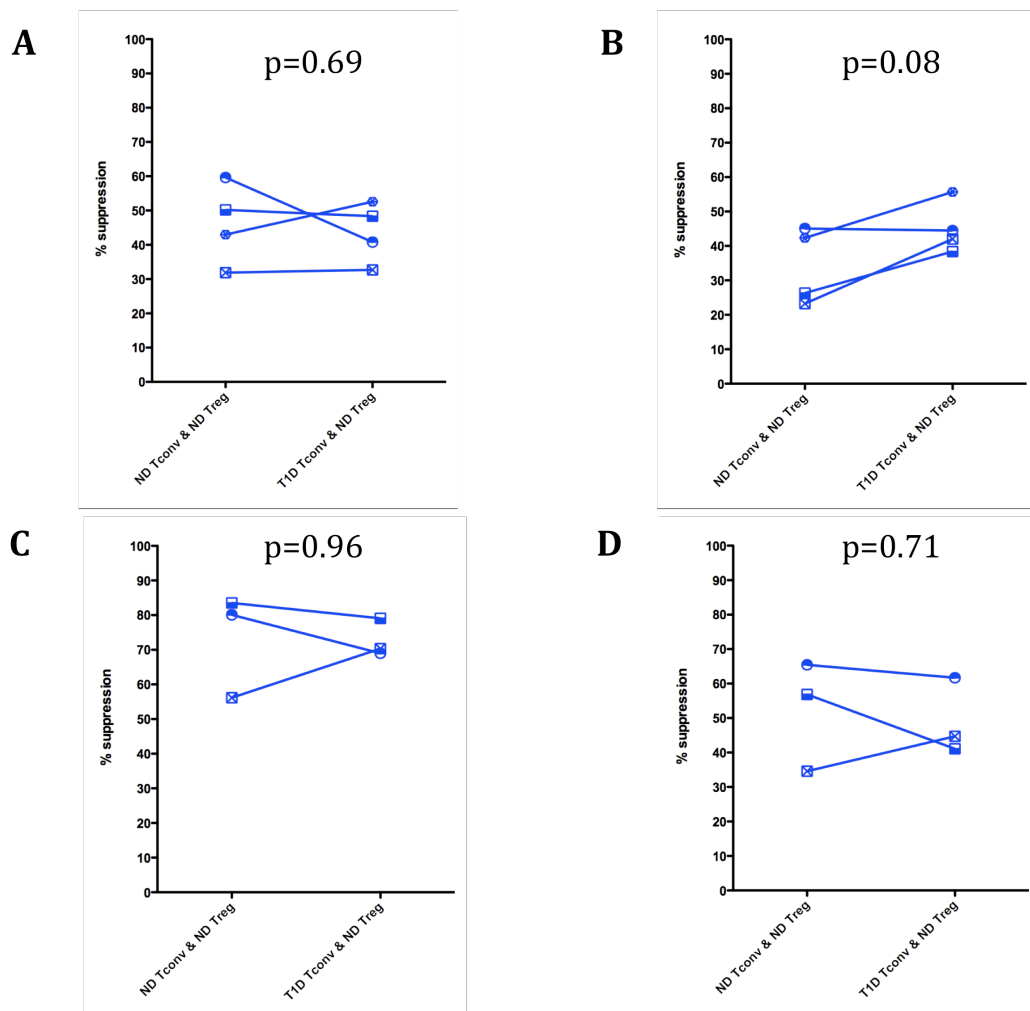 A
p=0.69
100
90
80
70
60
50
40
30
20
10
0
% suppression
ND Tconv & ND Treg
T1D Tconv & ND Treg
B
p=0.08
100
90
80
70
60
50
40
30
20
10
0
% suppression
ND Tconv & ND Treg
T1D Tconv & ND Treg
C
p=0.96
100
90
80
70
60
50
40
30
20
10
0
% suppression
ND Tconv & ND Treg
T1D Tconv & ND Treg
D
p=0.71
100
90
80
70
60
50
40
30
20
10
0
% suppression
ND Tconv & ND Treg
T1D Tconv & ND Treg